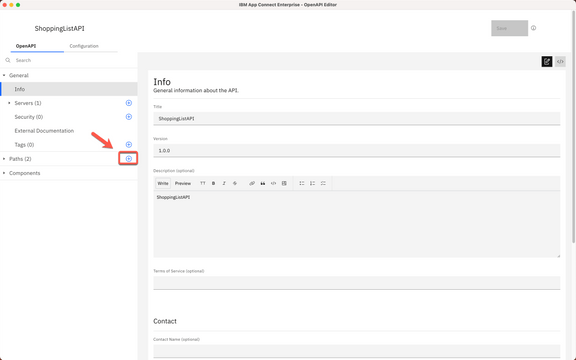 IBM App Connect Enterprise - OpenAPI Editor
ShoppingListAPI
Save
OpenAPI
Configuration
Search
General
Info
Servers (1)
Security (0)
External Documentation
Tags (0)
Paths (2)
Components
Info
General information about the API.
Title
ShoppingListAPI
Version
1.0.0
Description (optional)
Write Preview TT B I S
ShoppingListAPI
Terms of Service (optional)
Contact
Contact Name (optional)